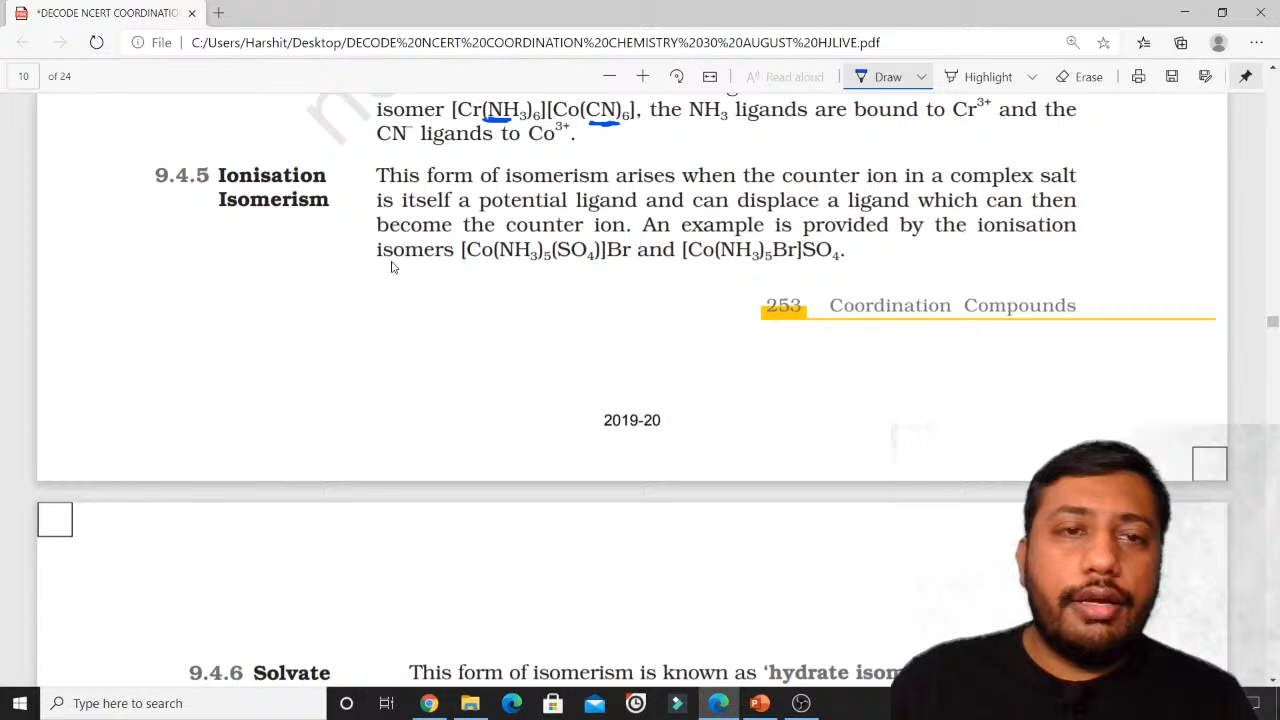 *DECODE NCERT COORDINATIO
File
C:/Users/Harshit/Desktop/DECODE%20NCERT%20COORDINATION%20CHEMISTRY%2030%20AUGUST%20HJLIVE.pdf
10 of 24
Read aloud
Draw
Highlight
Erase
isomer [Cr(NH₃)₆][Co(CN)₆], the NH₃ ligands are bound to Cr³⁺ and the
CN⁻ ligands to Co³⁺.
9.4.5 Ionisation
Isomerism
This form of isomerism arises when the counter ion in a complex salt
is itself a potential ligand and can displace a ligand which can then
become the counter ion. An example is provided by the ionisation
isomers [Co(NH₃)₅(SO₄)]Br and [Co(NH₃)₅Br]SO₄.
253 Coordination Compounds
2019-20
9.4.6 Solvate
This form of isomerism is known as 'hydrate isom
Type here to search